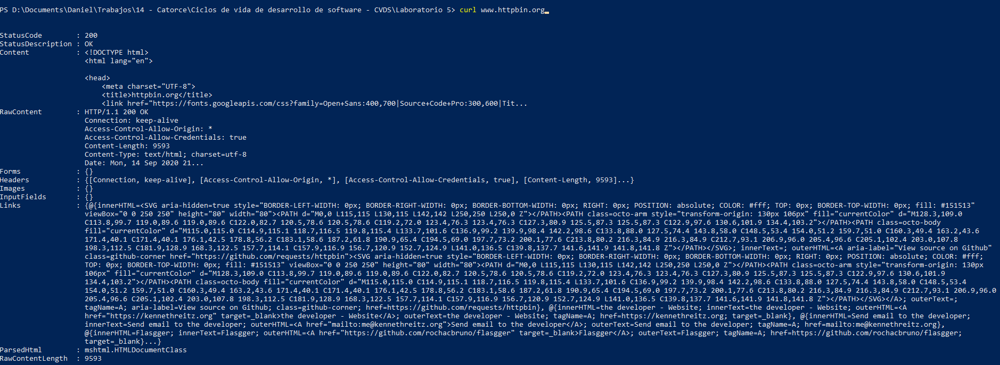 PS D:\Documents\Daniel\Trabajos\14 - Catorce\Ciclos de vida de desarrollo de software - CVDS\Laboratorio 5> curl www.httpbin.org
StatusCode        : 200
StatusDescription : OK
Content           : <!DOCTYPE html>
                    <html lang="en">
                    <head>
                        <meta charset="UTF-8">
                        <title>httpbin.org</title>
                        <link href="https://fonts.googleapis.com/css?family=Open+Sans:400,700|Source+Code+Pro:300,600|Tit...
RawContent        : HTTP/1.1 200 OK
                    Connection: keep-alive
                    Access-Control-Allow-Origin: *
                    Access-Control-Allow-Credentials: true
                    Content-Length: 9593
                    Content-Type: text/html; charset=utf-8
                    Date: Mon, 14 Sep 2020 21...
Forms             : {}
Headers           : {[Connection, keep-alive], [Access-Control-Allow-Origin, *], [Access-Control-Allow-Credentials, true], [Content-Length, 9593]...}
Images            : {}
InputFields       : {}
Links             : {@{innerHTML=<SVG aria-hidden=true style="BORDER-LEFT-WIDTH: 0px; BORDER-RIGHT-WIDTH: 0px; BORDER-BOTTOM-WIDTH: 0px; RIGHT: 0px; POSITION: absolute; COLOR: #fff; TOP: 0px; BORDER-TOP-WIDTH: 0px; fill: #151513"
                    viewBox="0 0 250 250" height="80" width="80"><PATH d="M0,0 L115,115 L130,115 L142,142 L250,250 L250,0 Z"></PATH><PATH class=octo-arm style="transform-origin: 130px 106px" fill="currentColor" d="M128.3,109.0
                    C113.8,99.7 119.0,89.6 119.0,89.6 C122.0,82.7 120.5,78.6 120.5,78.6 C119.2,72.0 123.4,76.3 123.4,76.3 C127.3,80.9 125.5,87.3 125.5,87.3 C122.9,97.6 130.6,101.9 134.4,103.2"></PATH><PATH class=octo-body
                    fill="currentColor" d="M115.0,115.0 C114.9,115.1 118.7,116.5 119.8,115.4 L133.7,101.6 C136.9,99.2 139.9,98.4 142.2,98.6 C133.8,88.0 127.5,74.4 143.8,58.0 C148.5,53.4 154.0,51.2 159.7,51.0 C160.3,49.4 163.2,43.6
                    171.4,40.1 C171.4,40.1 176.1,42.5 178.8,56.2 C183.1,58.6 187.2,61.8 190.9,65.4 C194.5,69.0 197.7,73.2 200.1,77.6 C213.8,80.2 216.3,84.9 216.3,84.9 C212.7,93.1 206.9,96.0 205.4,96.6 C205.1,102.4 203.0,107.8
                    198.3,112.5 C181.9,128.9 168.3,122.5 157.7,114.1 C157.9,116.9 156.7,120.9 152.7,124.9 L141.0,136.5 C139.8,137.7 141.6,141.9 141.8,141.8 Z"></PATH></SVG>; innerText=; outerHTML=<A aria-label="View source on Github"
                    class=github-corner href="https://github.com/requests/httpbin"><SVG aria-hidden=true style="BORDER-LEFT-WIDTH: 0px; BORDER-RIGHT-WIDTH: 0px; BORDER-BOTTOM-WIDTH: 0px; RIGHT: 0px; POSITION: absolute; COLOR: #fff;
                    TOP: 0px; BORDER-TOP-WIDTH: 0px; fill: #151513" viewBox="0 0 250 250" height="80" width="80"><PATH d="M0,0 L115,115 L130,115 L142,142 L250,250 L250,0 Z"></PATH><PATH class=octo-arm style="transform-origin: 130px
                    106px" fill="currentColor" d="M128.3,109.0 C113.8,99.7 119.0,89.6 119.0,89.6 C122.0,82.7 120.5,78.6 120.5,78.6 C119.2,72.0 123.4,76.3 123.4,76.3 C127.3,80.9 125.5,87.3 125.5,87.3 C122.9,97.6 130.6,101.9
                    134.4,103.2"></PATH><PATH class=octo-body fill="currentColor" d="M115.0,115.0 C114.9,115.1 118.7,116.5 119.8,115.4 L133.7,101.6 C136.9,99.2 139.9,98.4 142.2,98.6 C133.8,88.0 127.5,74.4 143.8,58.0 C148.5,53.4
                    154.0,51.2 159.7,51.0 C160.3,49.4 163.2,43.6 171.4,40.1 C171.4,40.1 176.1,42.5 178.8,56.2 C183.1,58.6 187.2,61.8 190.9,65.4 C194.5,69.0 197.7,73.2 200.1,77.6 C213.8,80.2 216.3,84.9 216.3,84.9 C212.7,93.1 206.9,96.0
                    205.4,96.6 C205.1,102.4 203.0,107.8 198.3,112.5 C181.9,128.9 168.3,122.5 157.7,114.1 C157.9,116.9 156.7,120.9 152.7,124.9 L141.0,136.5 C139.8,137.7 141.6,141.9 141.8,141.8 Z"></PATH></SVG></A>; outerText=;
                    tagName=A; aria-label=View source on Github; class=github-corner; href=https://github.com/requests/httpbin}, @{innerHTML=the developer - Website; innerText=the developer - Website; outerHTML=<A
                    href="https://kennethreitz.org" target=_blank>the developer - Website</A>; outerText=the developer - Website; tagName=A; href=https://kennethreitz.org; target=_blank}, @{innerHTML=Send email to the developer;
                    innerText=Send email to the developer; outerHTML=<A href="mailto:me@kennethreitz.org">Send email to the developer</A>; outerText=Send email to the developer; tagName=A; href=mailto:me@kennethreitz.org},
                    @{innerHTML=Flasgger; innerText=Flasgger; outerHTML=<A href="https://github.com/rochacbruno/flasgger" target=_blank>Flasgger</A>; outerText=Flasgger; tagName=A; href=https://github.com/rochacbruno/flasgger;
                    target=_blank}...}
ParsedHtml        : mshtml.HTMLDocumentClass
RawContentLength  : 9593